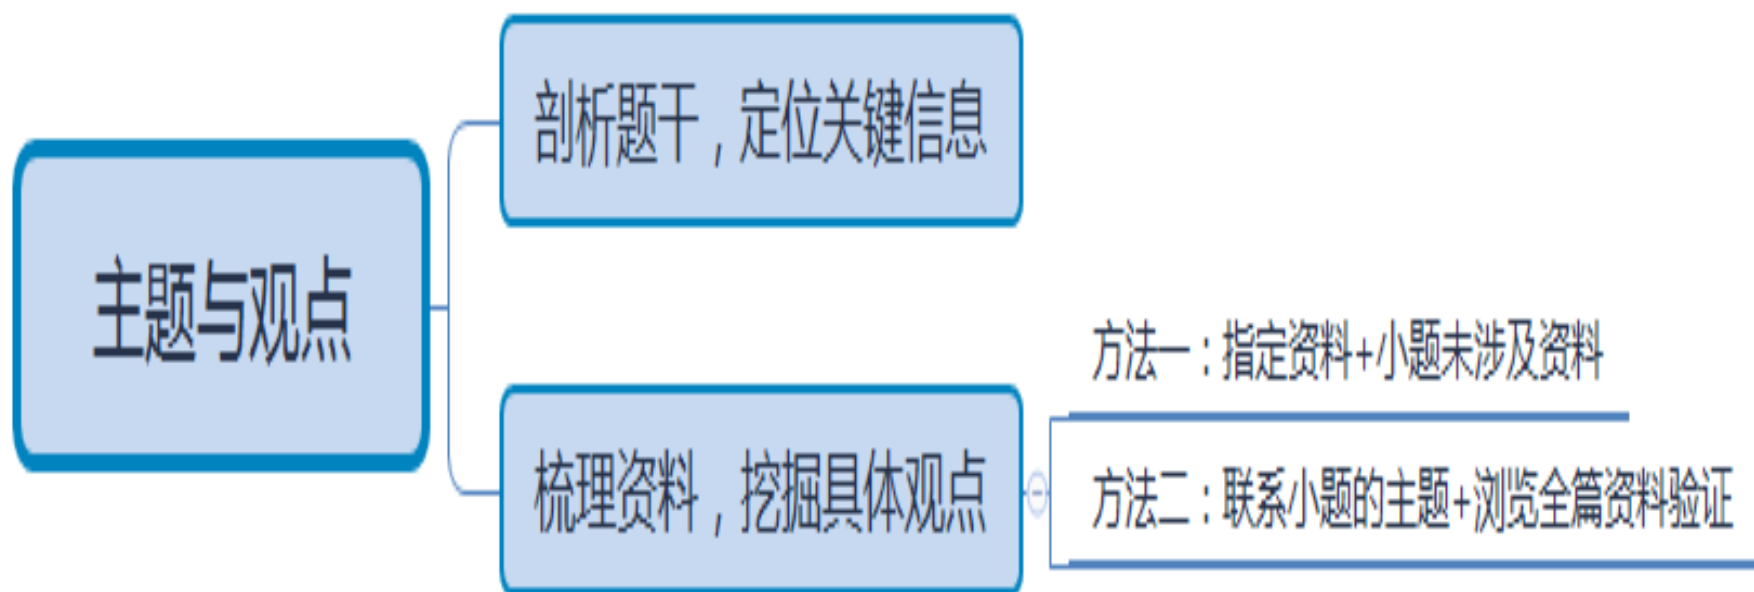 主题与观点
剖析题干，定位关键信息
梳理资料，挖掘具体观点
方法一：指定资料+小题未涉及资料
方法二：联系小题的主题+浏览全篇资料验证